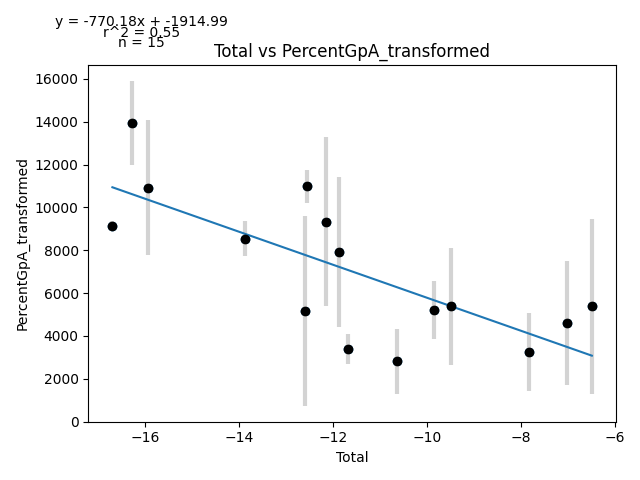 y = -770.18x + -1914.99
r^2 = 0.55
n = 15
Total vs PercentGpA_transformed
PercentGpA_transformed
16000
14000
12000
10000
8000
6000
4000
2000
0
−16
−14
−12
−10
−8
−6
Total